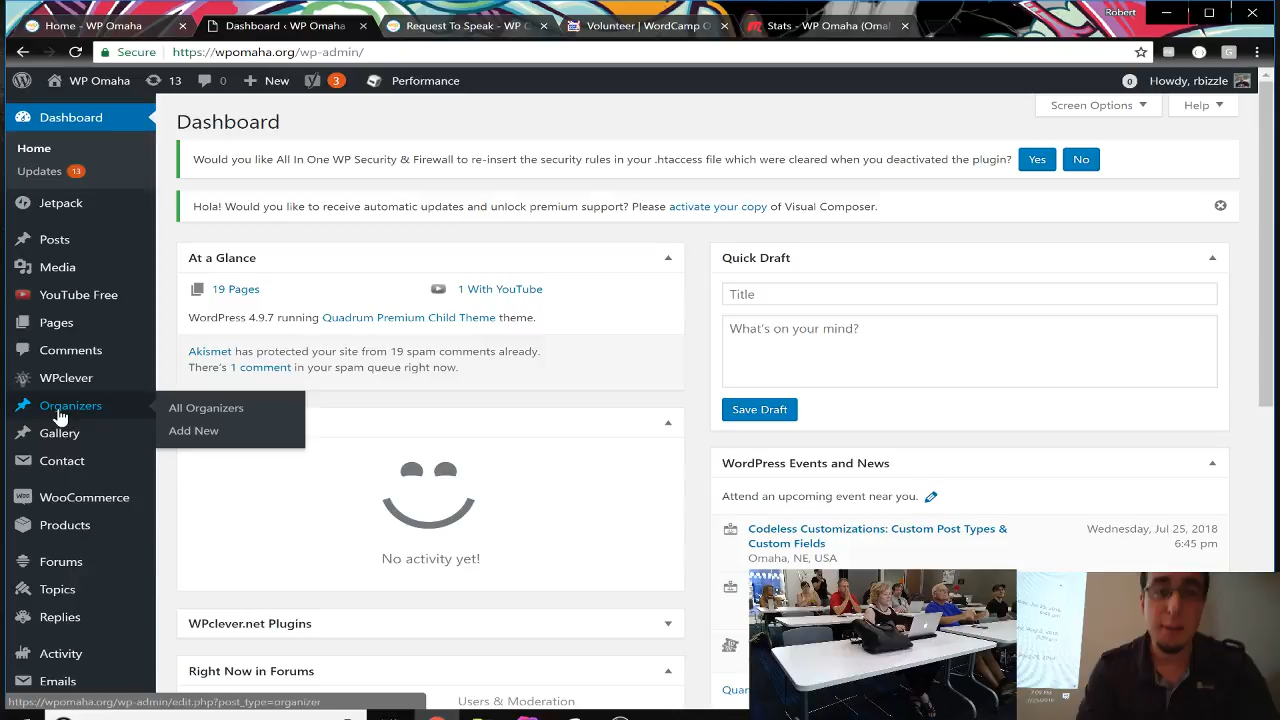 Home - WP Omaha
Dashboard ‹ WP Omaha
Request To Speak - WP
Volunteer | WordCamp O
Stats - WP Omaha (Omal
Robert
Secure
https://wpomaha.org/wp-admin/
WP Omaha
13
0
New
3
Performance
0
Howdy, rbizzle
Dashboard
Home
Updates 13
Jetpack
Posts
Media
YouTube Free
Pages
Comments
WPclever
Organizers
All Organizers
Add New
Gallery
Contact
WooCommerce
Products
Forums
Topics
Replies
Activity
Emails
https://wpomaha.org/wp-admin/edit.php?post_type=organizer
Dashboard
Screen Options
Help
Would you like All In One WP Security & Firewall to re-insert the security rules in your .htaccess file which were cleared when you deactivated the plugin? Yes No
Hola! Would you like to receive automatic updates and unlock premium support? Please activate your copy of Visual Composer.
At a Glance
19 Pages
1 With YouTube
WordPress 4.9.7 running Quadrum Premium Child Theme theme.
Akismet has protected your site from 19 spam comments already.
There's 1 comment in your spam queue right now.
No activity yet!
WPclever.net Plugins
Right Now in Forums
Users & Moderation
Quick Draft
Title
What's on your mind?
Save Draft
WordPress Events and News
Attend an upcoming event near you.
Codeless Customizations: Custom Post Types &
Custom Fields
Omaha, NE, USA
Wednesday, Jul 25, 2018
6:45 pm